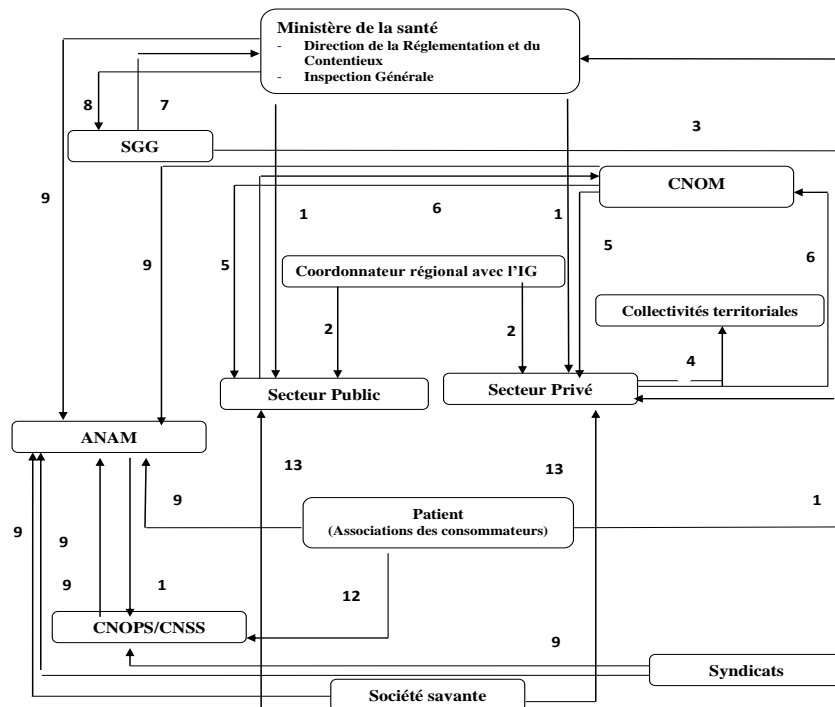 Ministère de la santé
- Direction de la Réglementation et du
Contentieux
- Inspection Générale
8
7
3
SGG
CNOM
9
6
1
1
9
5
5
6
Coordonnateur régional avec l'IG
Collectivités territoriales
2
2
4
Secteur Public
Secteur Privé
ANAM
13
13
9
9
9
Patient
(Associations des consommateurs)
1
9
1
12
CNOPS/CNSS
9
Syndicats
Société savante